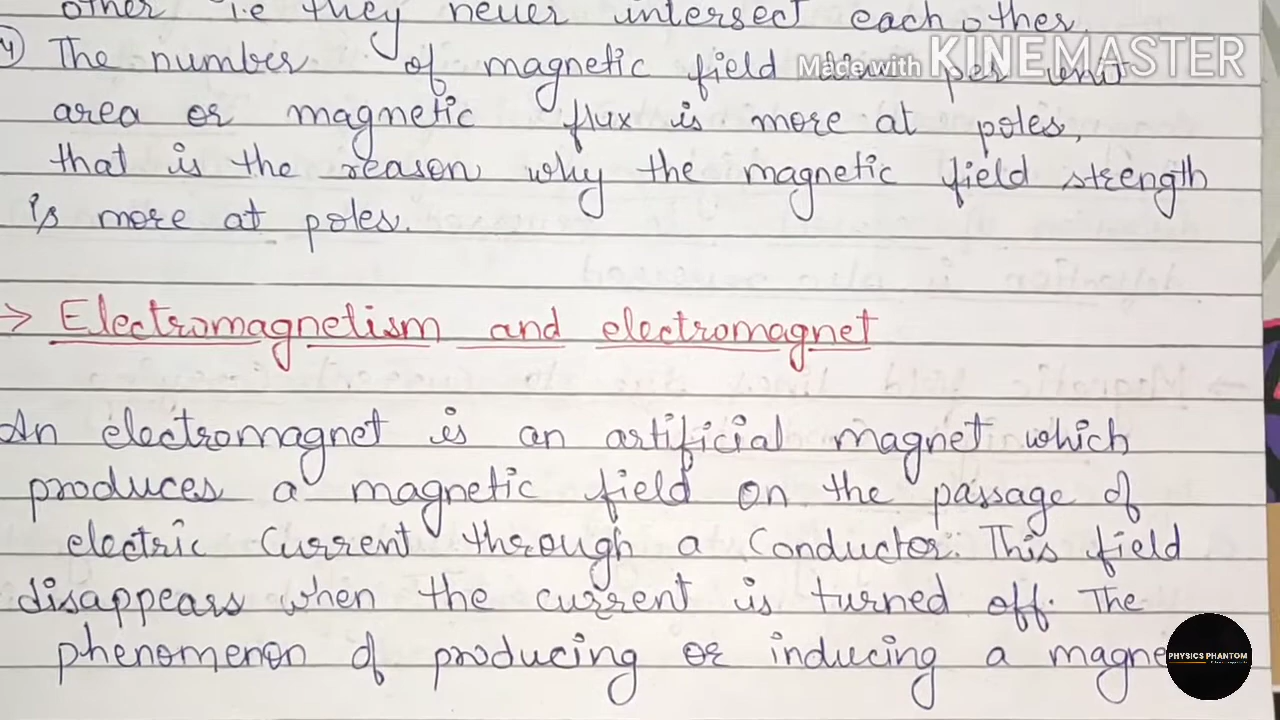 other i.e they never intersect each other.
4) The number of magnetic field lines per unit
Made with KINEMASTER
area or magnetic flux is more at poles,
that is the reason why the magnetic field strength
is more at poles.
→ Electromagnetism and electromagnet
An electromagnet is an artificial magnet which
produces a magnetic field on the passage of
electric current through a conductor. This field
disappears when the current is turned off. The
phenomenon of producing or inducing a magne
PHYSICS PHANTOM